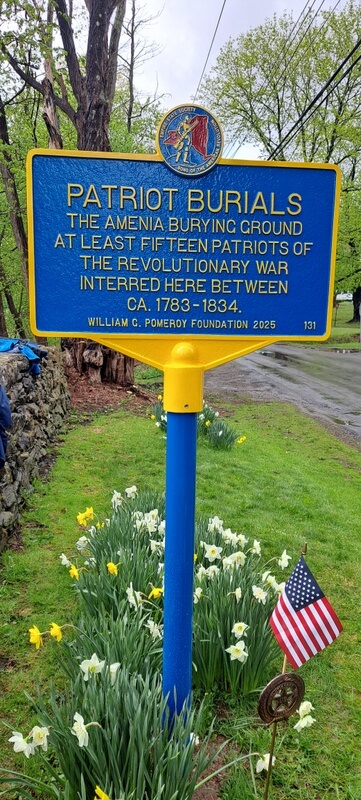 PATRIOT BURIALS
THE AMENIA BURYING GROUND
AT LEAST FIFTEEN PATRIOTS OF
THE REVOLUTIONARY WAR
INTERRED HERE BETWEEN
CA. 1783-1834.
WILLIAM G. POMEROY FOUNDATION 2025 131